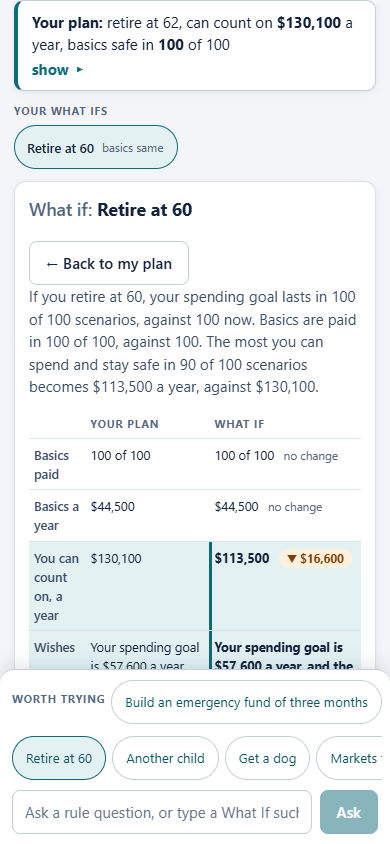 Your plan: retire at 62, can count on $130,100 a
year, basics safe in 100 of 100
show ▸
YOUR WHAT IFS
Retire at 60 basics same
What if: Retire at 60
← Back to my plan
If you retire at 60, your spending goal lasts in 100
of 100 scenarios, against 100 now. Basics are paid
in 100 of 100, against 100. The most you can
spend and stay safe in 90 of 100 scenarios
becomes $113,500 a year, against $130,100.
YOUR PLAN WHAT IF
Basics paid 100 of 100 100 of 100 no change
Basics a year $44,500 $44,500 no change
You can count on, a year $130,100 $113,500 ▼ $16,600
Wishes Your spending goal Your spending goal is
is $57,600 a year $57,600 a year, and the
WORTH TRYING Build an emergency fund of three months
Retire at 60 Another child Get a dog Markets
Ask a rule question, or type a What If such Ask